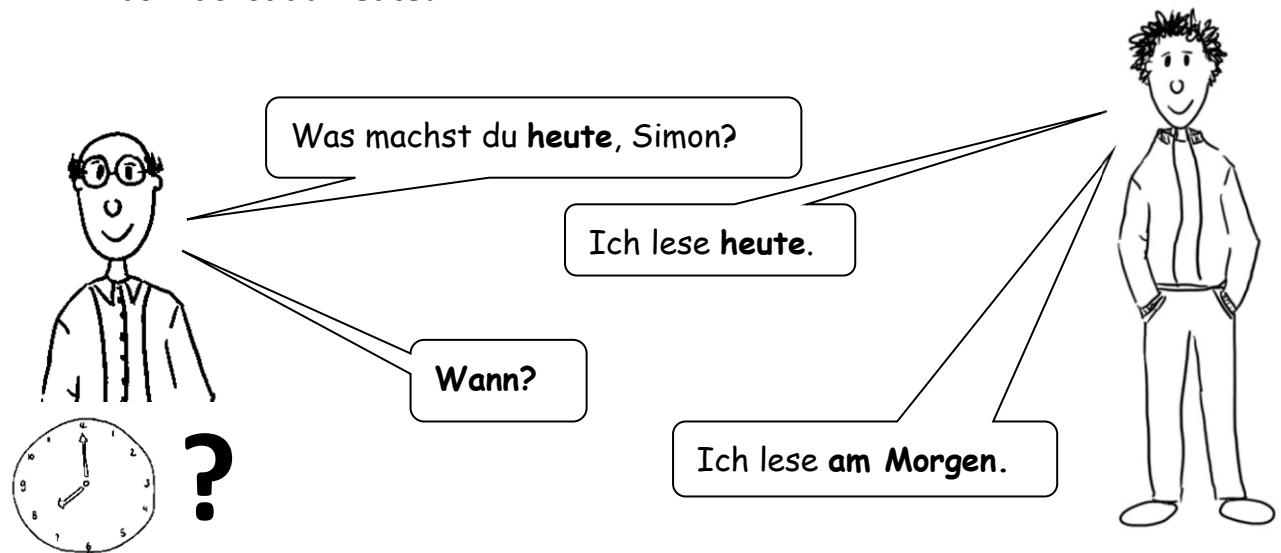 Was machst du heute, Simon?
Ich lese heute.
Wann?
Ich lese am Morgen.
?